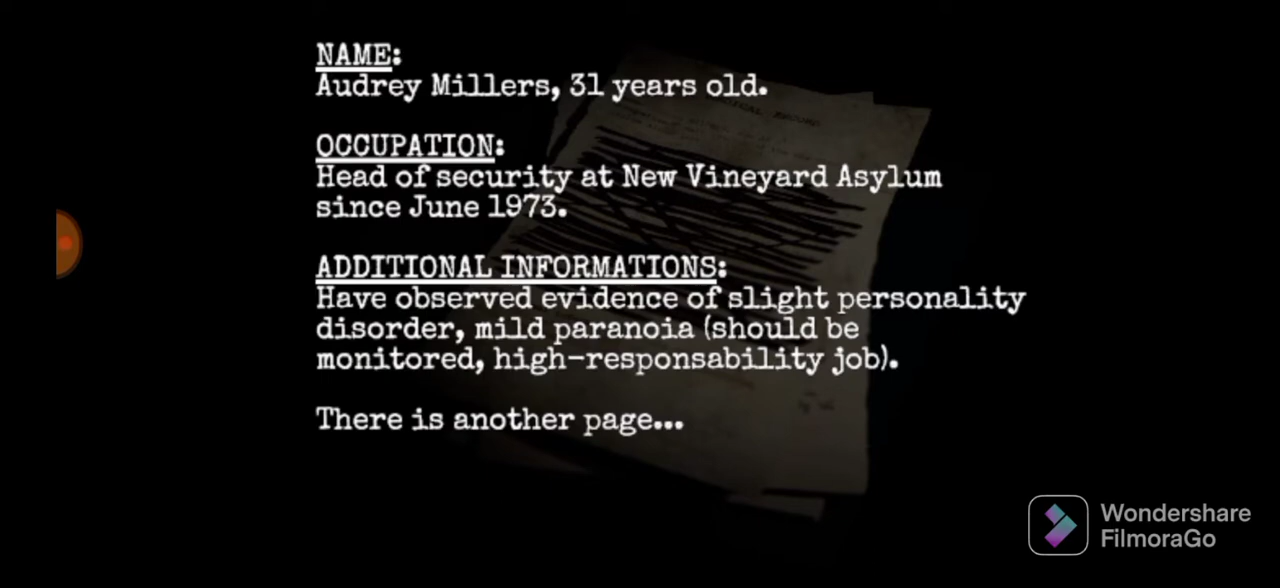 NAME:
Audrey Millers, 31 years old.
OCCUPATION:
Head of security at New Vineyard Asylum
since June 1973.
ADDITIONAL INFORMATIONS:
Have observed evidence of slight personality
disorder, mild paranoia (should be
monitored, high-responsability job).
There is another page...
Wondershare
FilmoraGo